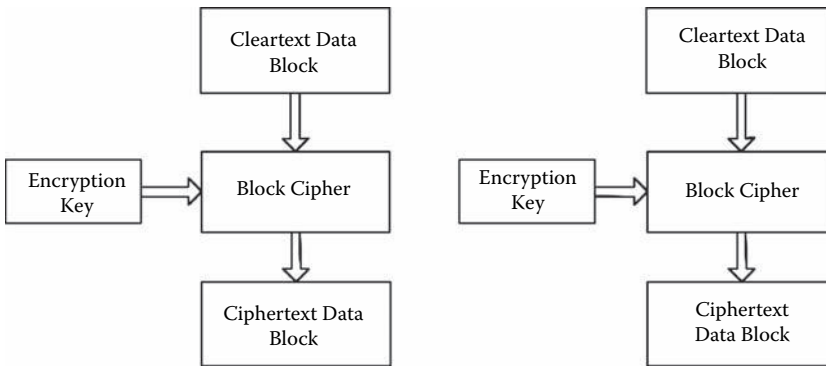 Cleartext Data
Block
Cleartext Data
Block
Encryption
Key
Block Cipher
Encryption
Key
Block Cipher
Ciphertext Data
Block
Ciphertext
Data Block